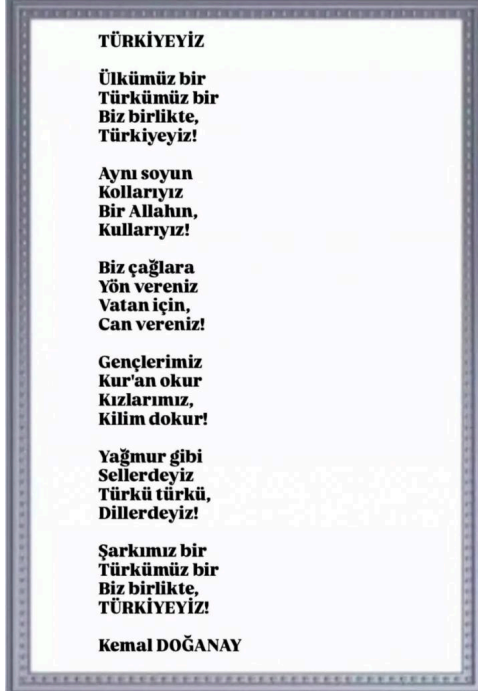 TÜRKİYEYİZ
Ülkümüz bir
Türkümüz bir
Biz birlikte,
Türkiyeyiz!
Aynı soyun
Kollarıyız
Bir Allahın,
Kullarıyız!
Biz çağlara
Yön vereniz
Vatan için,
Can vereniz!
Gençlerimiz
Kur'an okur
Kızlarımız,
Kilim dokur!
Yağmur gibi
Sellerdeyiz
Türkü türkü,
Dillerdeyiz!
Şarkımız bir
Türkümüz bir
Biz birlikte,
TÜRKİYEYİZ!
Kemal DOĞANAY